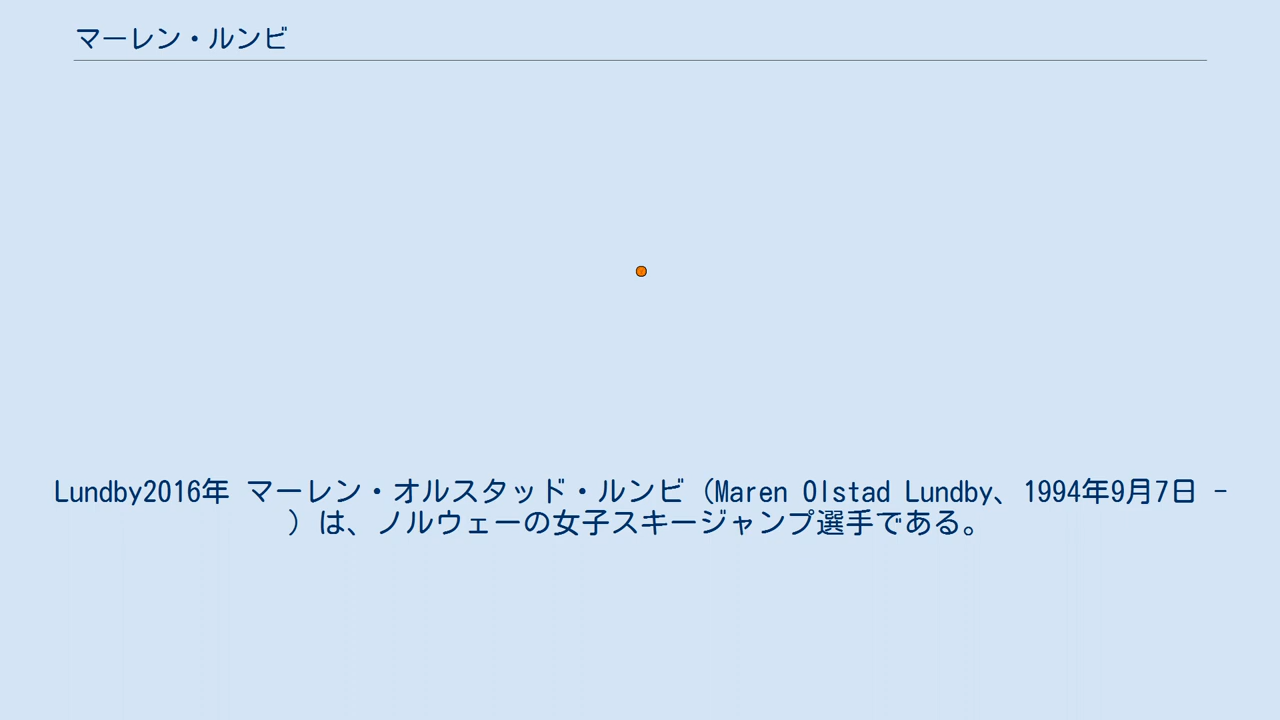 マーレン・ルンビ
Lundby2016年 マーレン・オルスタッド・ルンビ（Maren Olstad Lundby、1994年9月7日 -
）は、ノルウェーの女子スキージャンプ選手である。